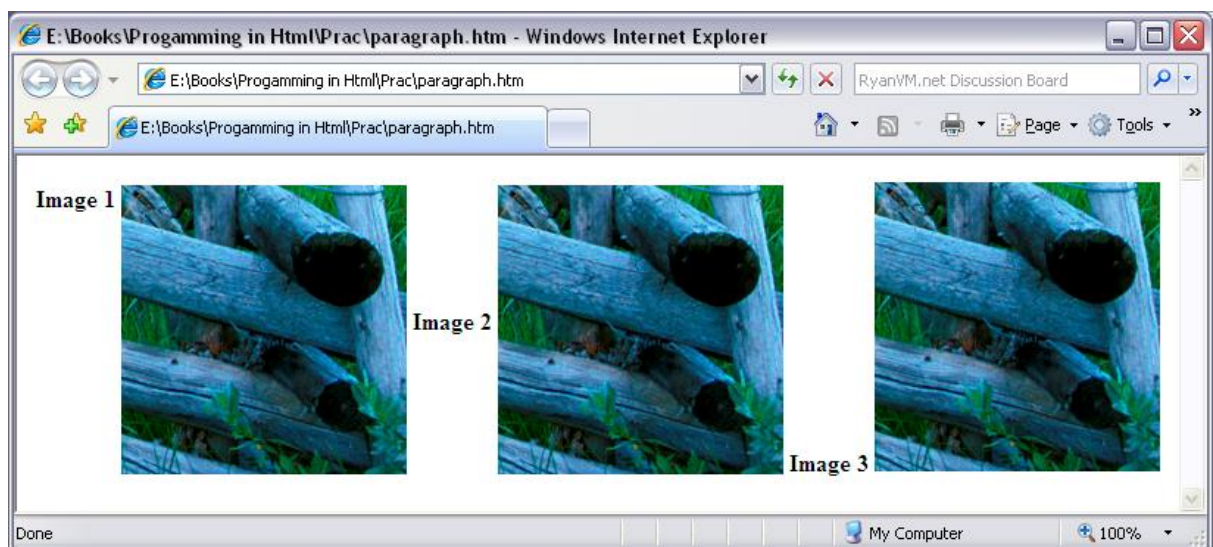 E:\Books\Progamming in Html\Prac\paragraph.htm - Windows Internet Explorer
E:\Books\Progamming in Html\Prac\paragraph.htm
RyanVM.net Discussion Board
E:\Books\Progamming in Html\Prac\paragraph.htm
Page
Tools
»
Image 1
Image 2
Image 3
Done
My Computer
100%